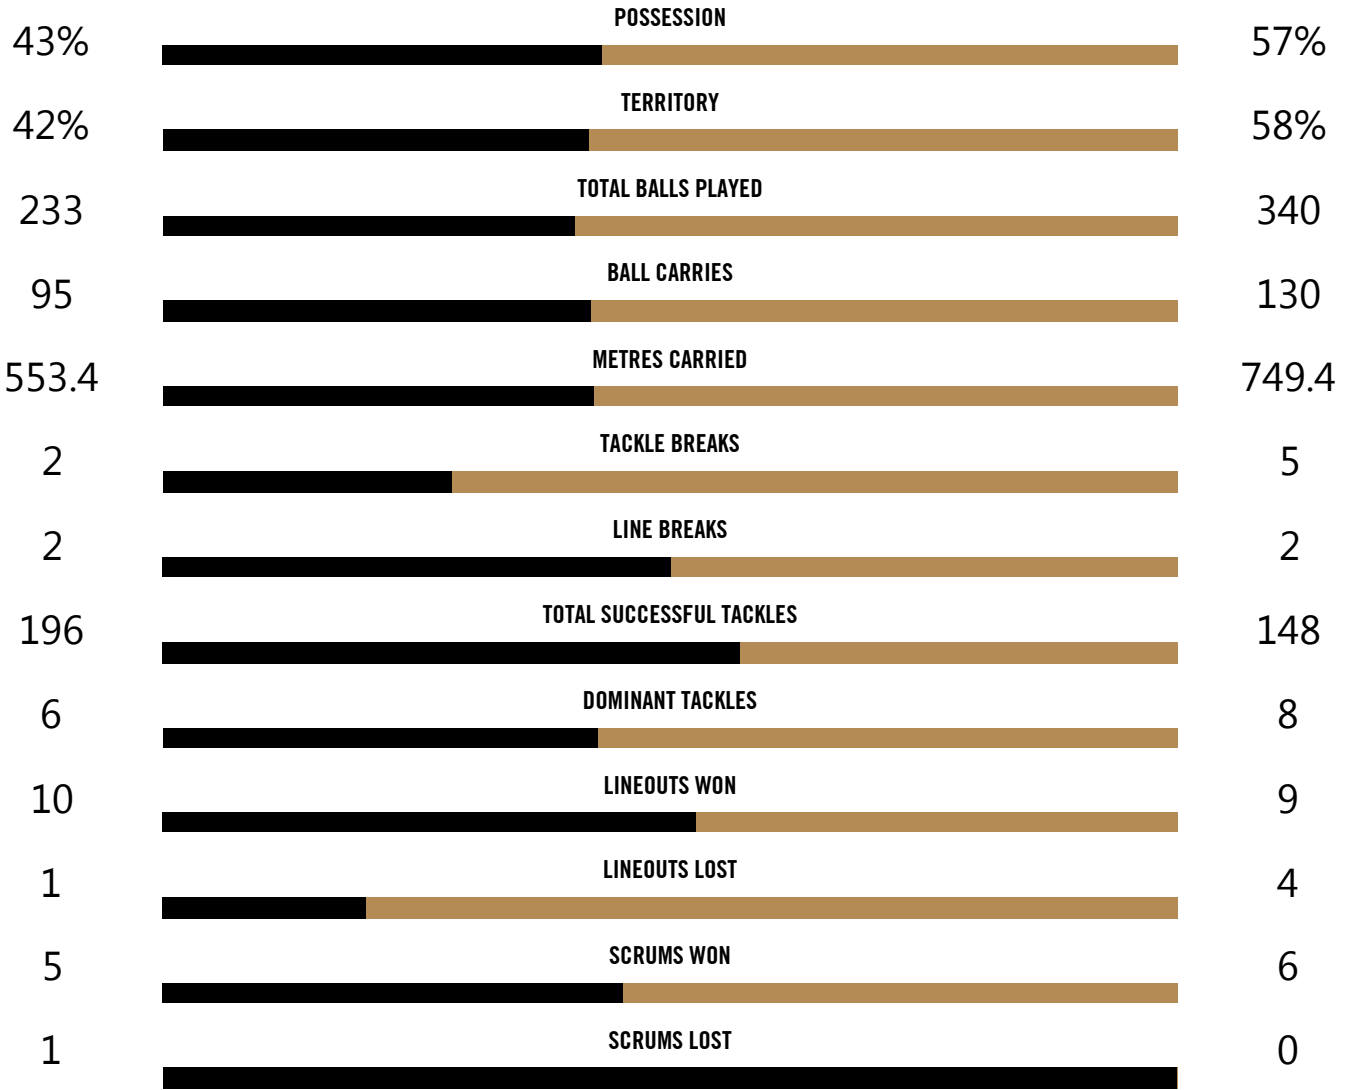 POSSESSION
43% 57%
TERRITORY
42% 58%
TOTAL BALLS PLAYED
233 340
BALL CARRIES
95 130
METRES CARRIED
553.4 749.4
TACKLE BREAKS
2 5
LINE BREAKS
2 2
TOTAL SUCCESSFUL TACKLES
196 148
DOMINANT TACKLES
6 8
LINEOUTS WON
10 9
LINEOUTS LOST
1 4
SCRUMS WON
5 6
SCRUMS LOST
1 0